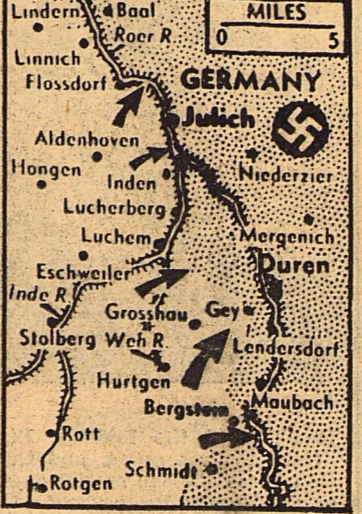 MILES
0 5
Lindern
Baal
Roer R
Linnich
Flossdorf
GERMANY
Julich
Aldenhoven
Hongen
Inden
Niederzier
Lucherberg
Luchem
Mergenich
Eschweiler
Duren
Inde R
Grosshau
Gey
Stolberg
Weh R
Lendersdorf
Hurtgen
Bergstein
Maubach
Rott
Schmidt
Rotgen